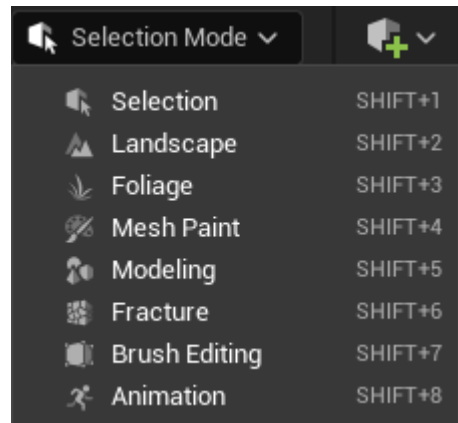 Selection Mode
Selection SHIFT+1
Landscape SHIFT+2
Foliage SHIFT+3
Mesh Paint SHIFT+4
Modeling SHIFT+5
Fracture SHIFT+6
Brush Editing SHIFT+7
Animation SHIFT+8